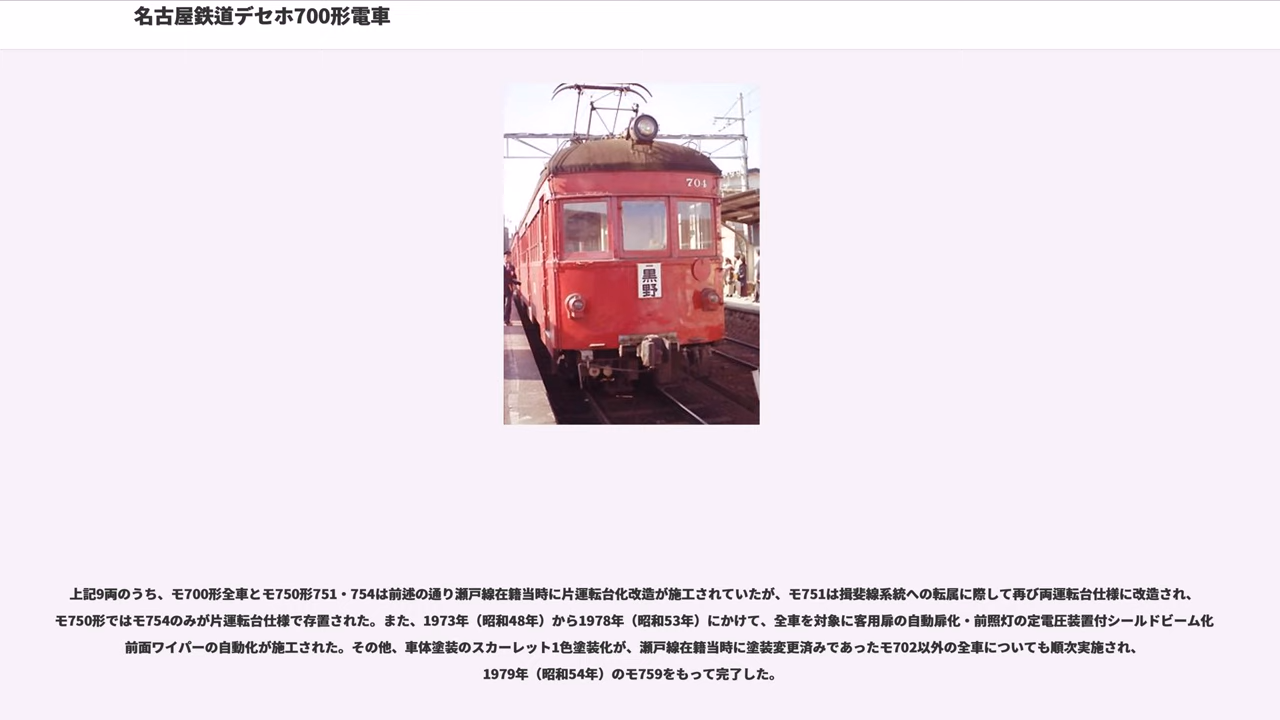 名古屋鉄道デセホ700形電車
704
黒野
上記9両のうち、モ700形全車とモ750形751・754は前述の通り瀬戸線在籍当時に片運転台化改造が施工されていたが、モ751は揖斐線系統への転属に際して再び両運転台仕様に改造され、
モ750形ではモ754のみが片運転台仕様で存置された。また、1973年（昭和48年）から1978年（昭和53年）にかけて、全車を対象に客用扉の自動扉化・前照灯の定電圧装置付シールドビーム化
前面ワイパーの自動化が施工された。その他、車体塗装のスカーレット1色塗装化が、瀬戸線在籍当時に塗装変更済みであったモ702以外の全車についても順次実施され、
1979年（昭和54年）のモ759をもって完了した。